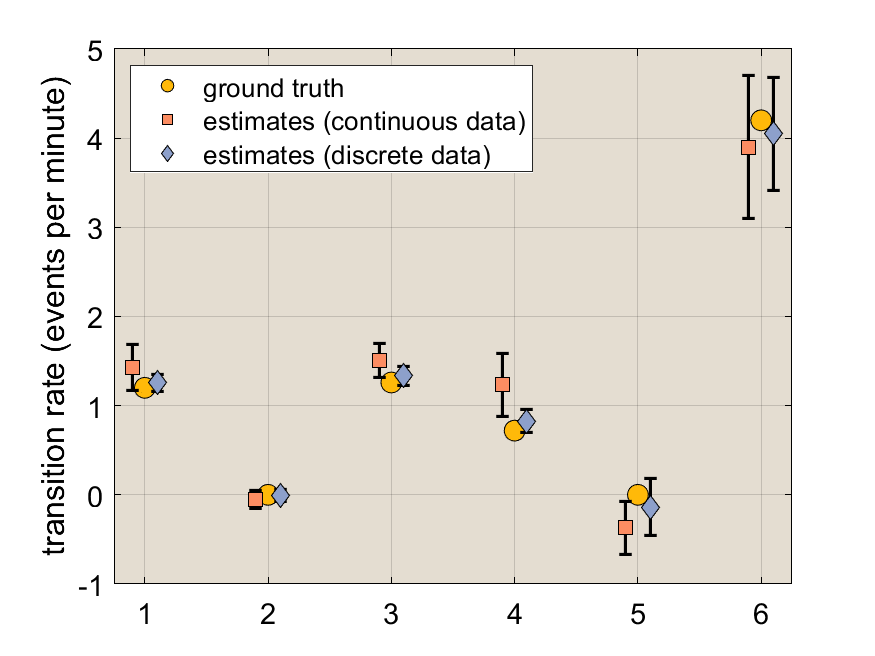 5
4
3
2
1
0
-1
transition rate (events per minute)
ground truth
estimates (continuous data)
estimates (discrete data)
1 2 3 4 5 6